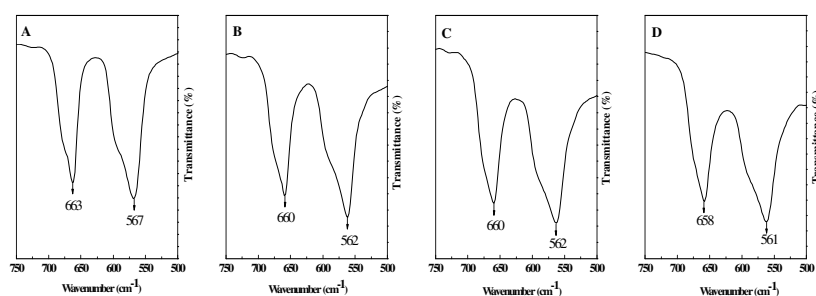 A
B
C
D
663
567
660
562
660
562
658
561
Transmittance (%)
Transmittance (%)
Transmittance (%)
Transmittance (%)
750 700 650 600 550 500
750 700 650 600 550 500
750 700 650 600 550 500
750 700 650 600 550 500
Wavenumber (cm-1)
Wavenumber (cm-1)
Wavenumber (cm-1)
Wavenumber (cm-1)